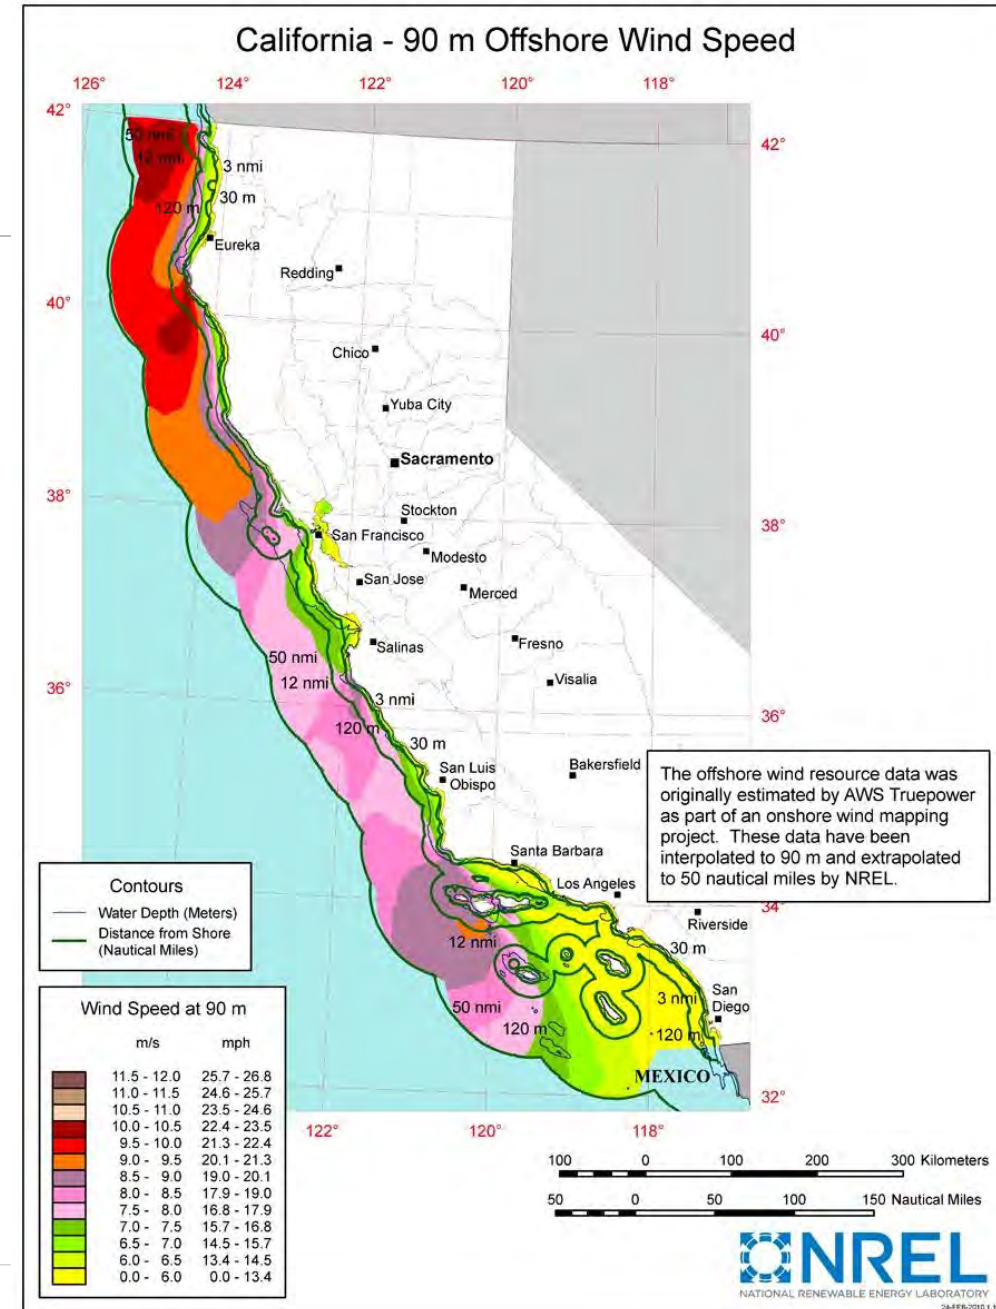 California - 90 m Offshore Wind Speed
126° 124° 122° 120° 118°
42°
42°
50 nmi
12 nmi
3 nmi
30 m
120 m
Eureka
Redding
40°
40°
Chico
Yuba City
Sacramento
38°
38°
Stockton
San Francisco
Modesto
San Jose
Merced
Salinas
Fresno
50 nmi
12 nmi
Visalia
36°
3 nmi
36°
120 m
30 m
San Luis
Obispo
Bakersfield
The offshore wind resource data was
originally estimated by AWS Truepower
as part of an onshore wind mapping
project. These data have been
interpolated to 90 m and extrapolated
to 50 nautical miles by NREL.
Santa Barbara
Los Angeles
34°
Riverside
12 nmi
30 m
San
Diego
50 nmi
3 nmi
120 m
120 m
MEXICO
32°
122° 120° 118°
Contours
Water Depth (Meters)
Distance from Shore
(Nautical Miles)
Wind Speed at 90 m
m/s mph
11.5 - 12.0 25.7 - 26.8
11.0 - 11.5 24.6 - 25.7
10.5 - 11.0 23.5 - 24.6
10.0 - 10.5 22.4 - 23.5
9.5 - 10.0 21.3 - 22.4
9.0 - 9.5 20.1 - 21.3
8.5 - 9.0 19.0 - 20.1
8.0 - 8.5 17.9 - 19.0
7.5 - 8.0 16.8 - 17.9
7.0 - 7.5 15.7 - 16.8
6.5 - 7.0 14.5 - 15.7
6.0 - 6.5 13.4 - 14.5
0.0 - 6.0 0.0 - 13.4
100 0 100 200 300 Kilometers
50 0 50 100 150 Nautical Miles
NREL
NATIONAL RENEWABLE ENERGY LABORATORY